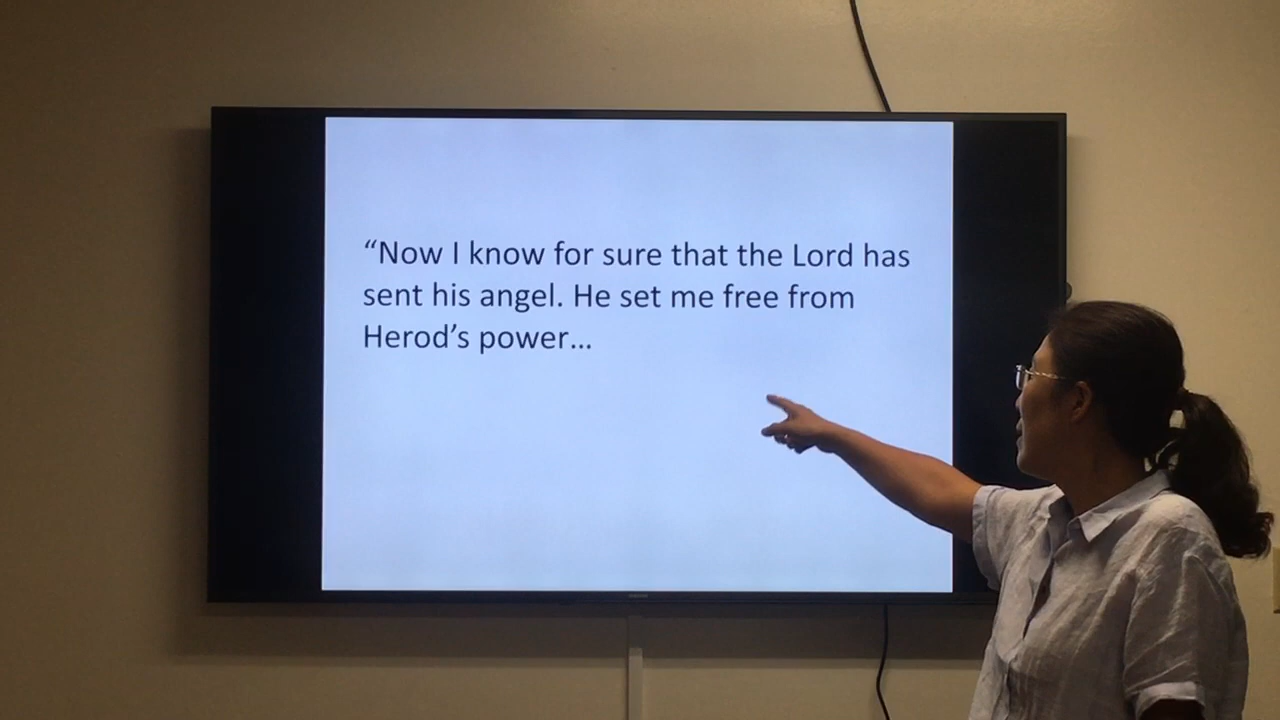 “Now I know for sure that the Lord has
sent his angel. He set me free from
Herod’s power…